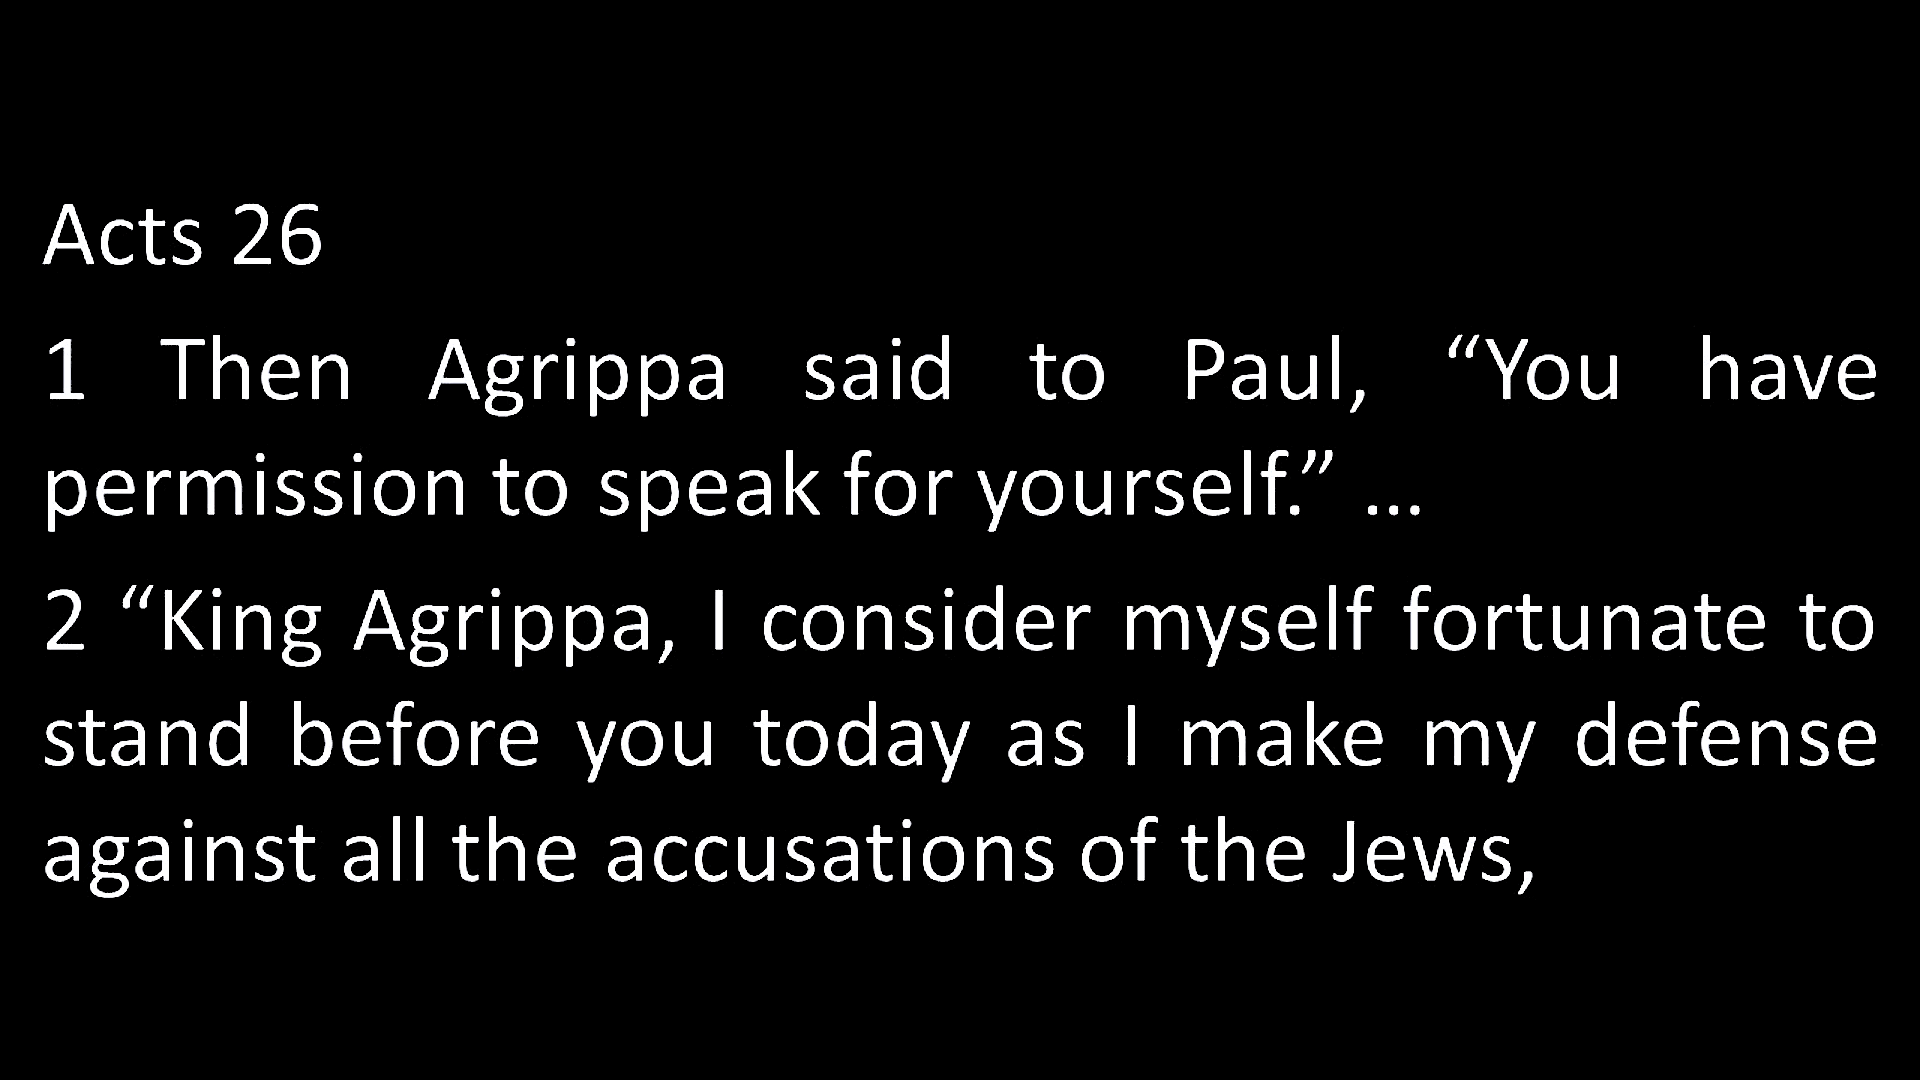 Acts 26
1 Then Agrippa said to Paul, “You have
permission to speak for yourself.” …
2 “King Agrippa, I consider myself fortunate to
stand before you today as I make my defense
against all the accusations of the Jews,